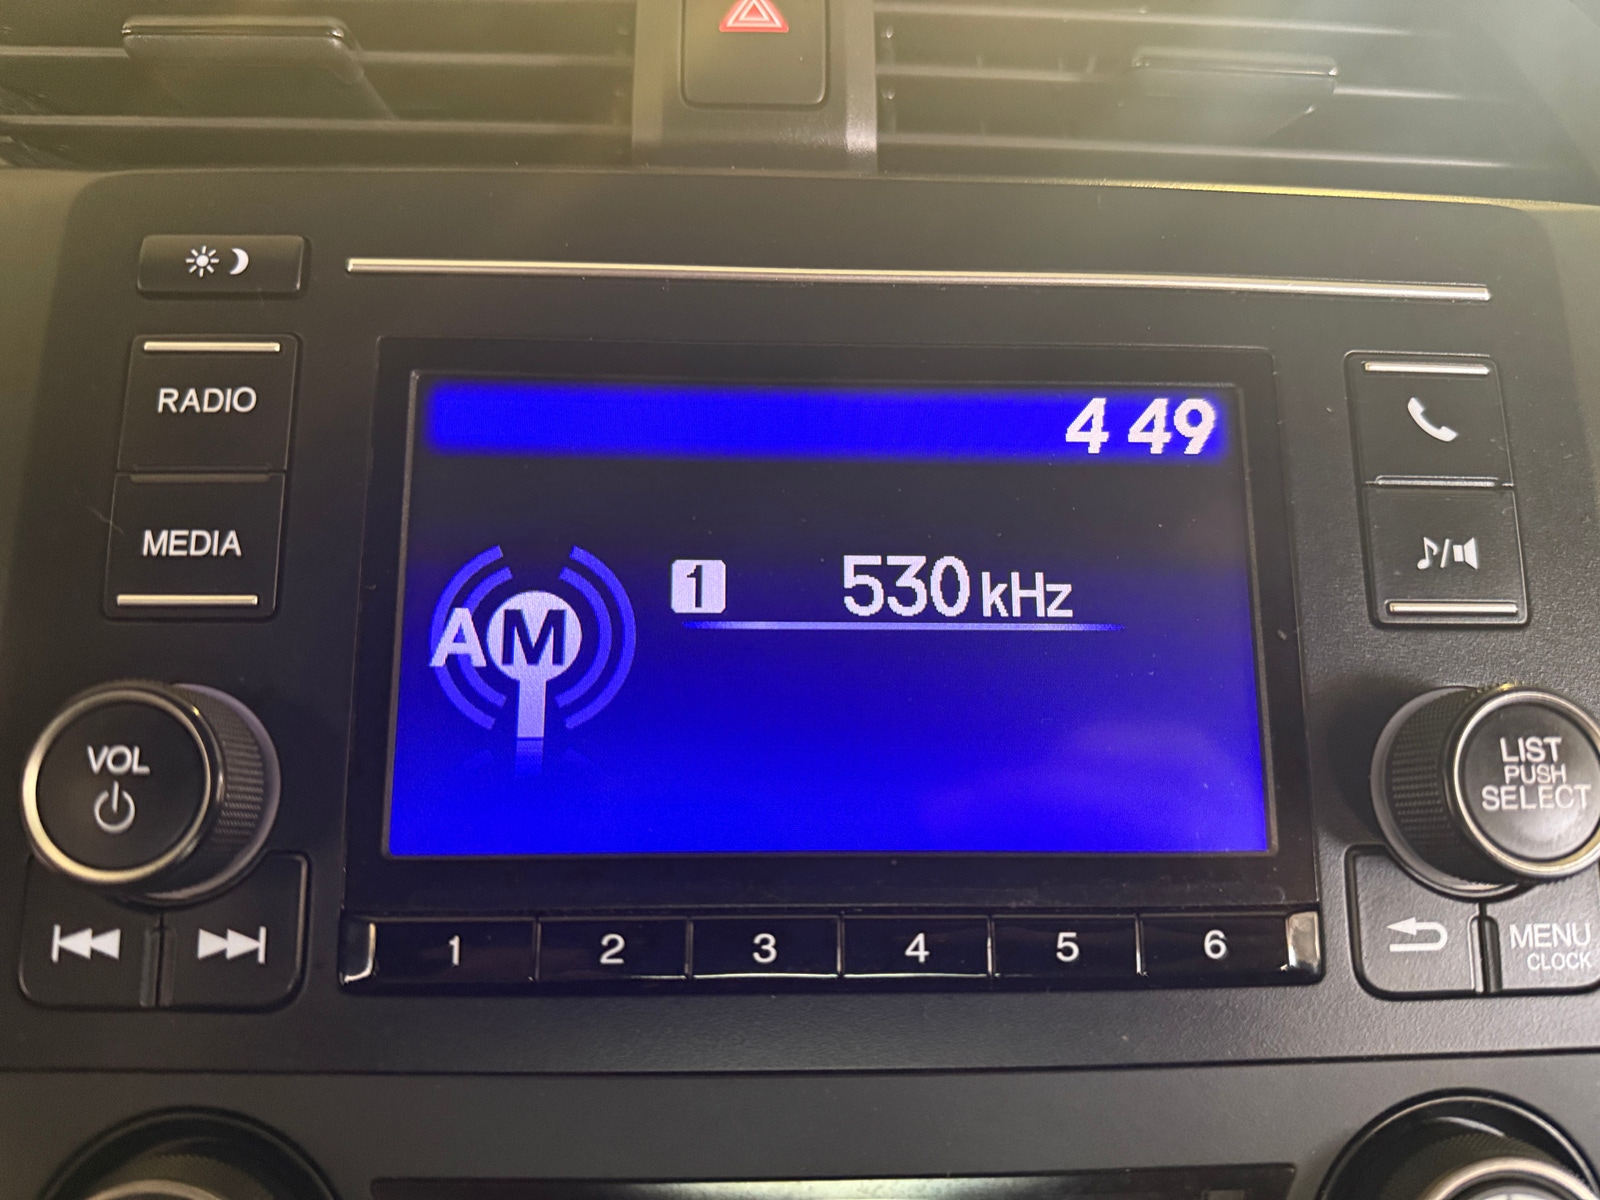 4 49
RADIO
MEDIA
AM
1 530 kHz
VOL
LIST
PUSH
SELECT
1 2 3 4 5 6
MENU
CLOCK